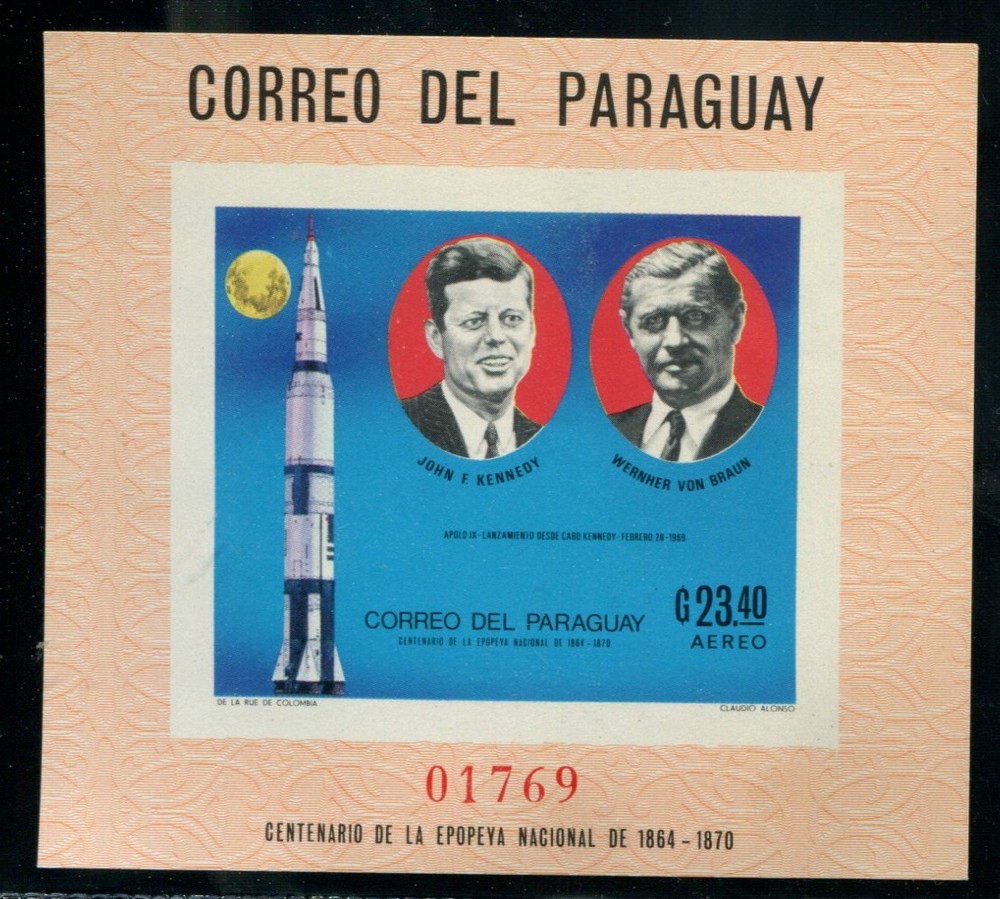 CORREO DEL PARAGUAY
JOHN F. KENNEDY
WERNHER VON BRAUN
APOLO IX - LANZAMIENTO DESDE CABO KENNEDY - FEBRERO 28 - 1969
₲ 23.40
AEREO
CORREO DEL PARAGUAY
CENTENARIO DE LA EPOPEYA NACIONAL DE 1864 - 1870
DE LA RUE DE COLOMBIA
CLAUDIO ALONSO
01769
CENTENARIO DE LA EPOPEYA NACIONAL DE 1864 - 1870